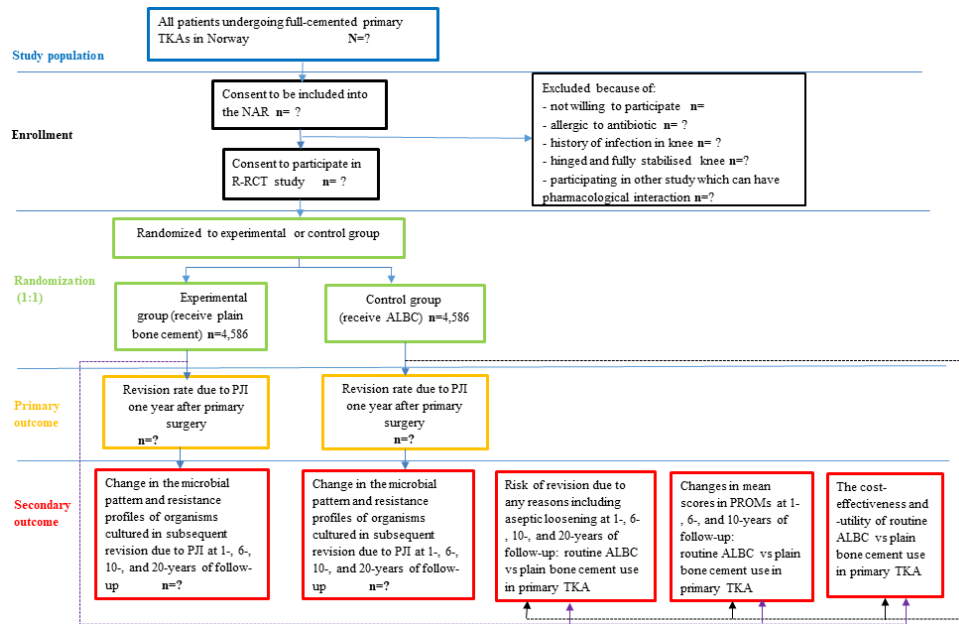 All patients undergoing full-cemented primary
TKAs in Norway N=?
Study population
Consent to be included into
the NAR n= ?
Excluded because of:
- not willing to participate n=
- allergic to antibiotic n= ?
- history of infection in knee n= ?
- hinged and fully stabilised knee n=?
- participating in other study which can have
pharmacological interaction n=?
Enrollment
Consent to participate in
R-RCT study n= ?
Randomized to experimental or control group
Randomization
(1:1)
Experimental
group (receive plain
bone cement) n=4,586
Control group
(receive ALBC) n=4,586
Primary
outcome
Revision rate due to PJI
one year after primary
surgery
n=?
Revision rate due to PJI
one year after primary
surgery
n=?
Secondary
outcome
Change in the microbial
pattern and resistance
profiles of organisms
cultured in subsequent
revision due to PJI at 1-, 6-,
10-, and 20-years of follow-
up n=?
Change in the microbial
pattern and resistance
profiles of organisms
cultured in subsequent
revision due to PJI at 1-, 6-,
10-, and 20-years of follow-
up n=?
Risk of revision due to
any reasons including
aseptic loosening at 1-, 6-
, 10-, and 20-years of
follow-up: routine ALBC
vs plain bone cement use
in primary TKA
Changes in mean
scores in PROMs at 1-
, 6-, and 10-years of
follow-up:
routine ALBC vs plain
bone cement use in
primary TKA
The cost-
effectiveness and
-utility of routine
ALBC vs plain
bone cement use
in primary TKA